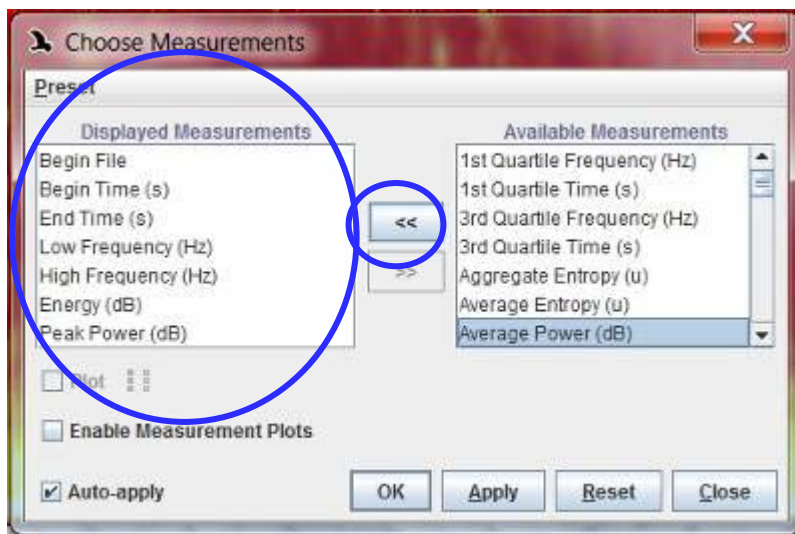 Choose Measurements
X
Preset
Displayed Measurements
Available Measurements
Begin File
Begin Time (s)
End Time (s)
Low Frequency (Hz)
High Frequency (Hz)
Energy (dB)
Peak Power (dB)
<<
>>
1st Quartile Frequency (Hz)
1st Quartile Time (s)
3rd Quartile Frequency (Hz)
3rd Quartile Time (s)
Aggregate Entropy (u)
Average Entropy (u)
Average Power (dB)
Plot
Enable Measurement Plots
Auto-apply
OK
Apply
Reset
Close